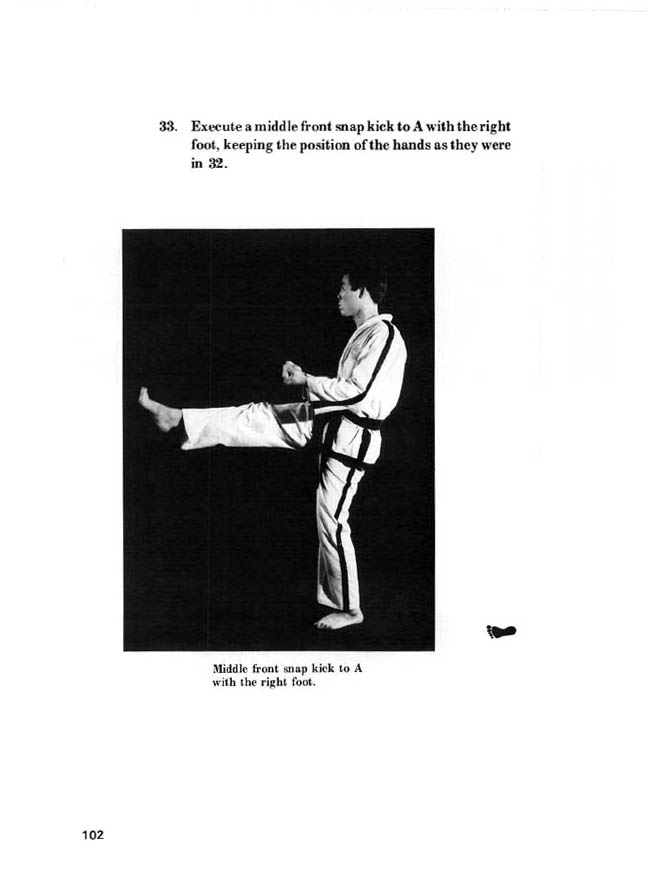 33. Execute a middle front snap kick to A with the right
foot, keeping the position of the hands as they were
in 32.
Middle front snap kick to A
with the right foot.
102